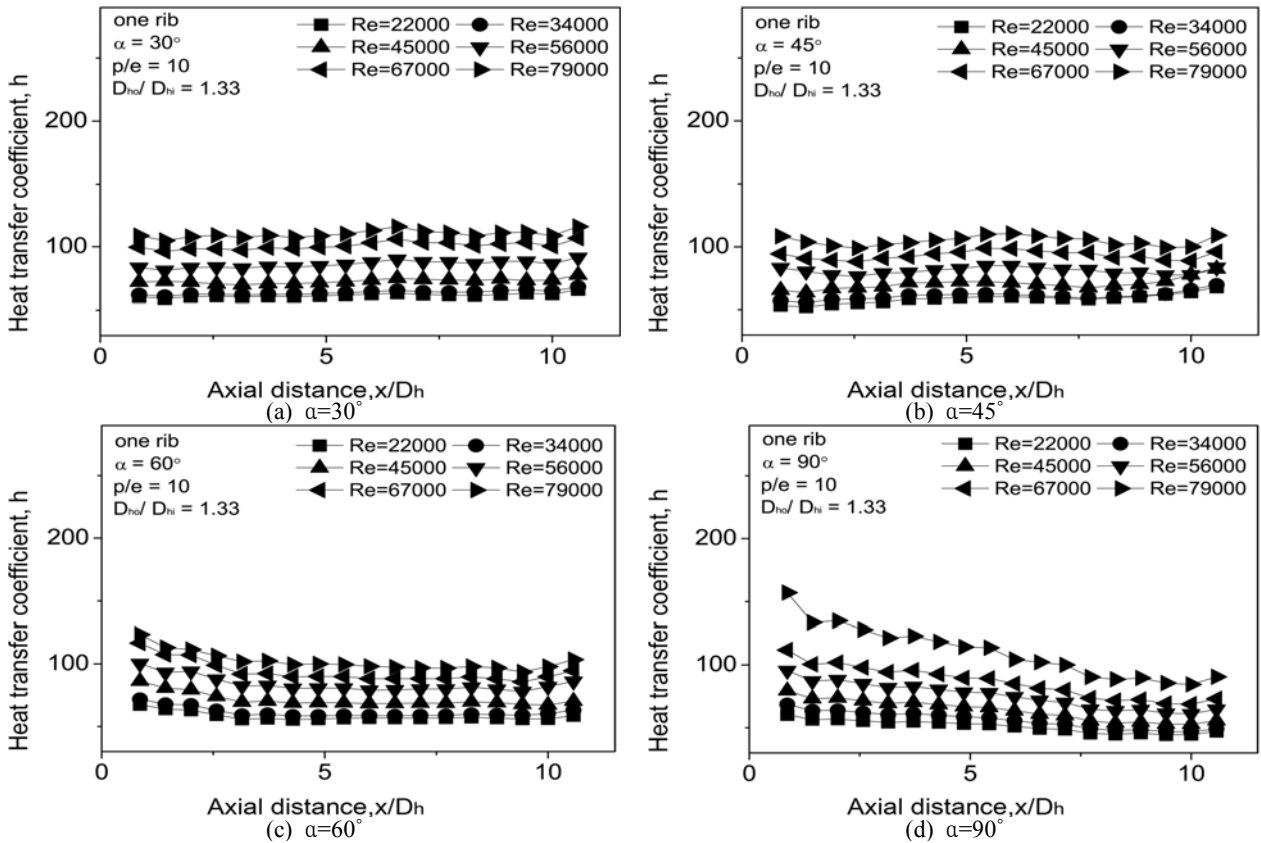 one rib
α = 30°
p/e = 10
Dho/ Dhi = 1.33
Re=22000 Re=34000
Re=45000 Re=56000
Re=67000 Re=79000
Heat transfer coefficient, h
200
100
0 5 10
Axial distance,x/Dh
(a) α=30°
one rib
α = 45°
p/e = 10
Dho/ Dhi = 1.33
Re=22000 Re=34000
Re=45000 Re=56000
Re=67000 Re=79000
Heat transfer coefficient, h
200
100
0 5 10
Axial distance,x/Dh
(b) α=45°
one rib
α = 60°
p/e = 10
Dho/ Dhi = 1.33
Re=22000 Re=34000
Re=45000 Re=56000
Re=67000 Re=79000
Heat transfer coefficient, h
200
100
0 5 10
Axial distance,x/Dh
(c) α=60°
one rib
α = 90°
p/e = 10
Dho/ Dhi = 1.33
Re=22000 Re=34000
Re=45000 Re=56000
Re=67000 Re=79000
Heat transfer coefficient, h
200
100
0 5 10
Axial distance,x/Dh
(d) α=90°